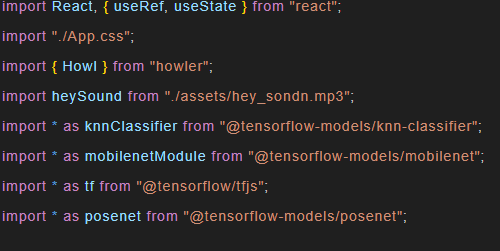 import React, { useRef, useState } from "react";
import "./App.css";
import { Howl } from "howler";
import heySound from "./assets/hey_sondn.mp3";
import * as knnClassifier from "@tensorflow-models/knn-classifier";
import * as mobilenetModule from "@tensorflow-models/mobilenet";
import * as tf from "@tensorflow/tfjs";
import * as posenet from "@tensorflow-models/posenet";